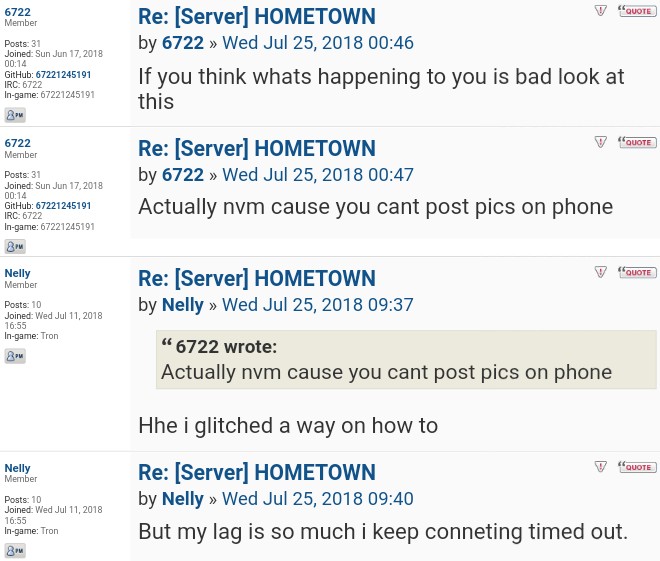 6722
Member
Posts: 31
Joined: Sun Jun 17, 2018
00:14
GitHub: 67221245191
IRC: 6722
In-game: 67221245191
PM
Re: [Server] HOMETOWN
by 6722 » Wed Jul 25, 2018 00:46
If you think whats happening to you is bad look at
this
! “QUOTE
6722
Member
Posts: 31
Joined: Sun Jun 17, 2018
00:14
GitHub: 67221245191
IRC: 6722
In-game: 67221245191
PM
Re: [Server] HOMETOWN
by 6722 » Wed Jul 25, 2018 00:47
Actually nvm cause you cant post pics on phone
! “QUOTE
Nelly
Member
Posts: 10
Joined: Wed Jul 11, 2018
16:55
In-game: Tron
PM
Re: [Server] HOMETOWN
by Nelly » Wed Jul 25, 2018 09:37
“ 6722 wrote:
Actually nvm cause you cant post pics on phone
Hhe i glitched a way on how to
! “QUOTE
Nelly
Member
Posts: 10
Joined: Wed Jul 11, 2018
16:55
In-game: Tron
PM
Re: [Server] HOMETOWN
by Nelly » Wed Jul 25, 2018 09:40
But my lag is so much i keep conneting timed out.
! “QUOTE